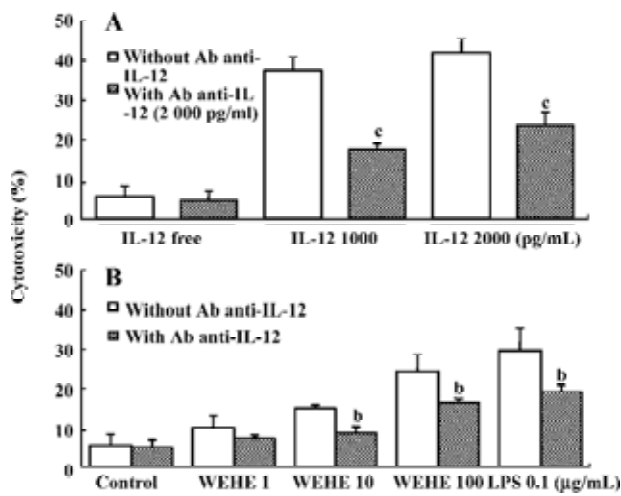 A
50
40
30
20
10
0
Without Ab anti-
IL-12
With Ab anti-IL
-12 (2 000 pg/ml)
c
c
IL-12 free
IL-12 1000
IL-12 2000 (pg/mL)
Cytotoxicity (%)
B
50
40
30
20
10
0
Without Ab anti-IL-12
With Ab anti-IL-12
b
b
b
Control
WEHE 1
WEHE 10
WEHE 100
LPS 0.1 (μg/mL)